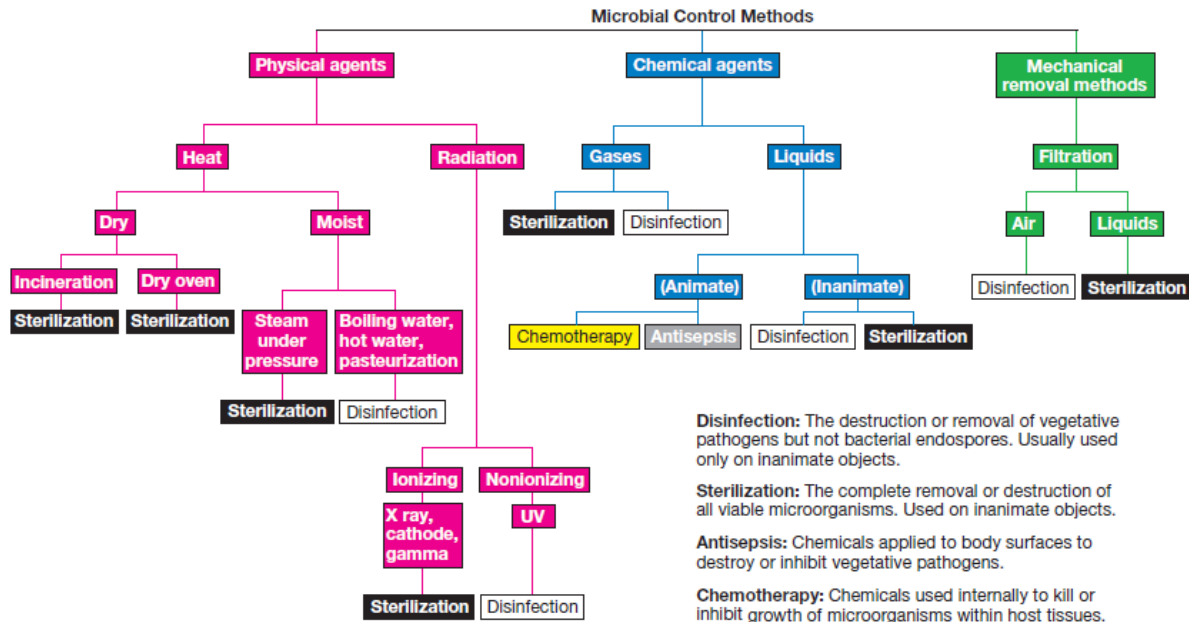 Microbial Control Methods
Physical agents
Chemical agents
Mechanical
removal methods
Heat
Radiation
Gases
Liquids
Filtration
Sterilization
Disinfection
Dry
Moist
Air
Liquids
Incineration
Dry oven
(Animate)
(Inanimate)
Disinfection
Sterilization
Sterilization
Sterilization
Steam
under
pressure
Boiling water,
hot water,
pasteurization
Chemotherapy
Antisepsis
Disinfection
Sterilization
Sterilization
Disinfection
Ionizing
Nonionizing
X ray,
cathode,
gamma
UV
Sterilization
Disinfection
Disinfection: The destruction or removal of vegetative
pathogens but not bacterial endospores. Usually used
only on inanimate objects.
Sterilization: The complete removal or destruction of
all viable microorganisms. Used on inanimate objects.
Antisepsis: Chemicals applied to body surfaces to
destroy or inhibit vegetative pathogens.
Chemotherapy: Chemicals used internally to kill or
inhibit growth of microorganisms within host tissues.